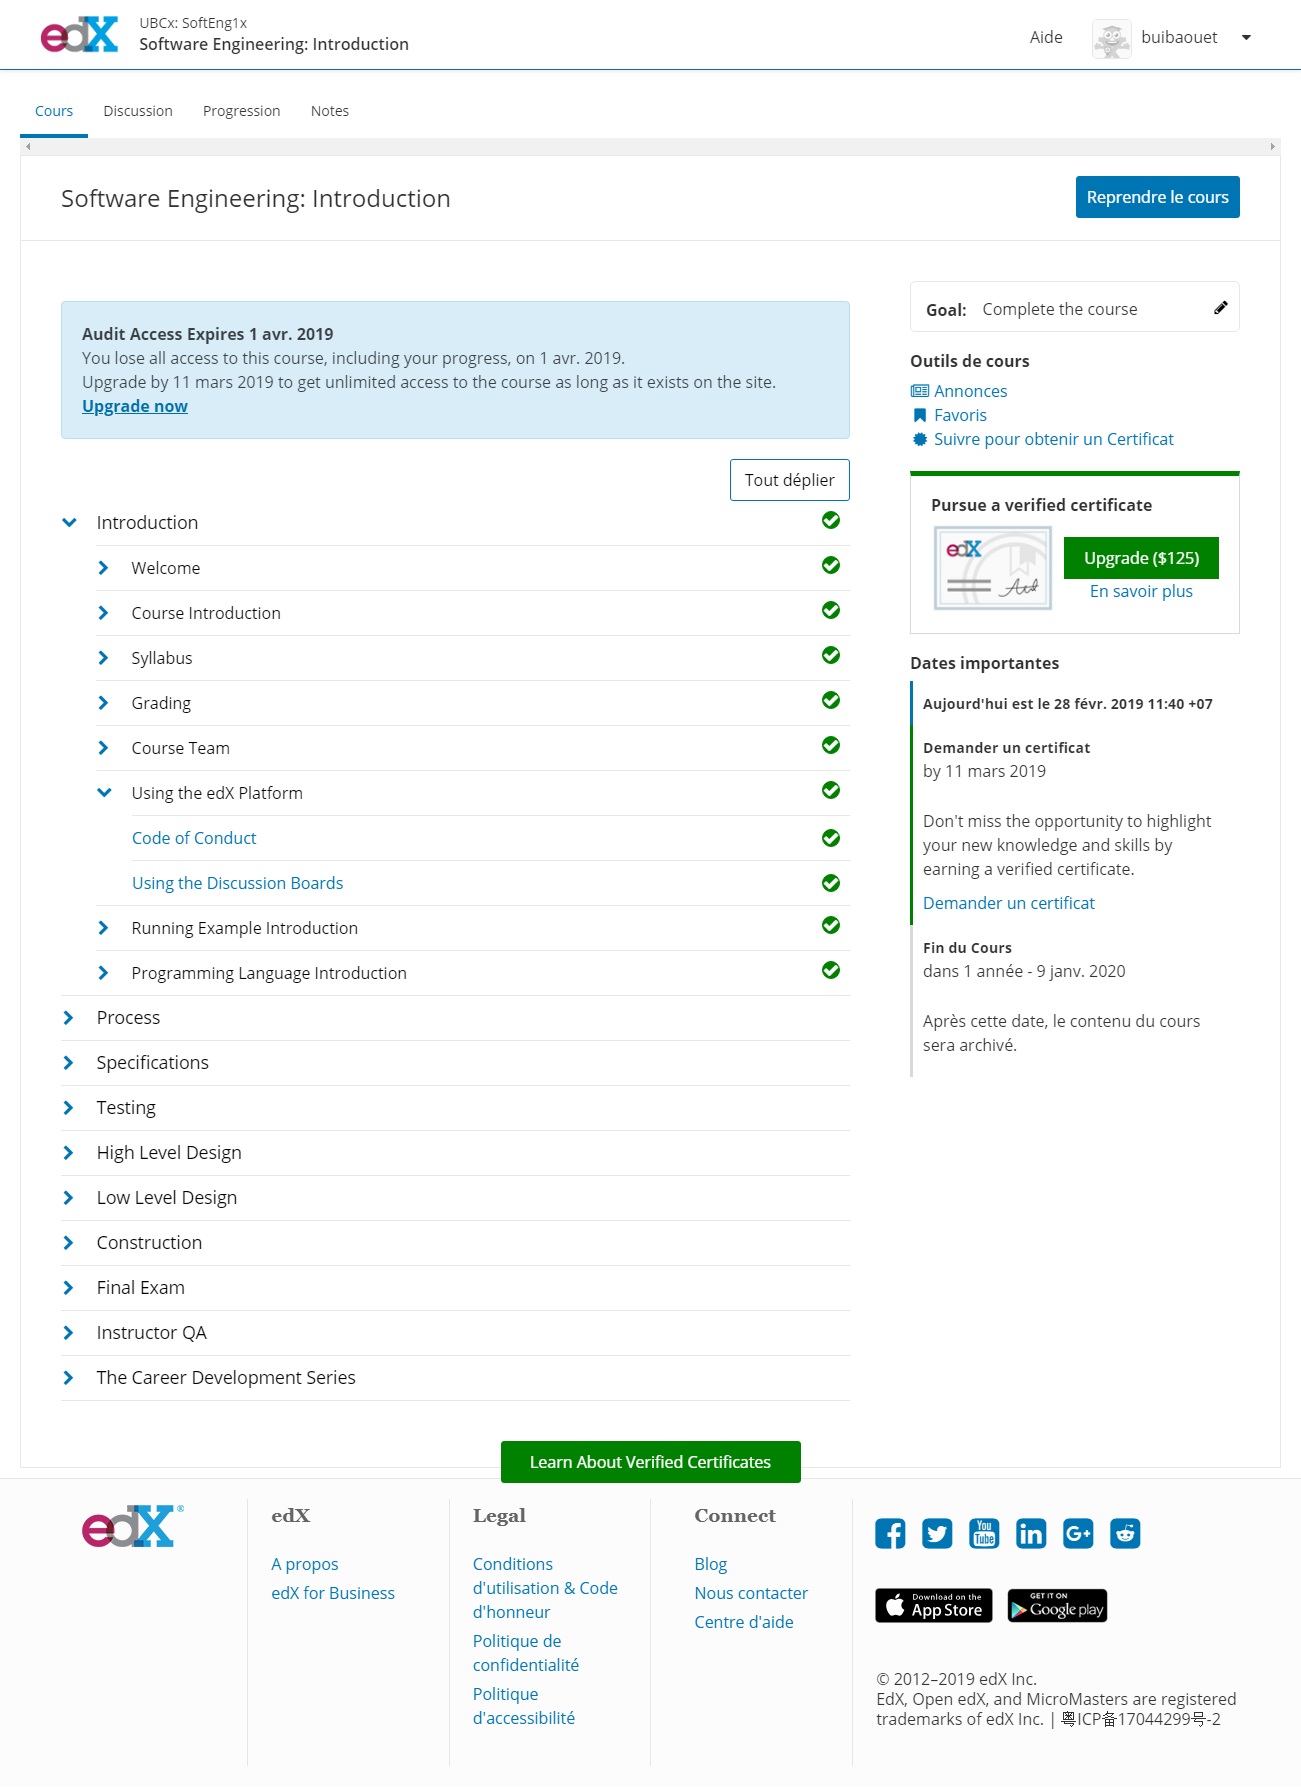 edX
UBCx: SoftEng1x
Software Engineering: Introduction
Aide
buibaouet
Cours
Discussion
Progression
Notes
Software Engineering: Introduction
Reprendre le cours
Audit Access Expires 1 avr. 2019
You lose all access to this course, including your progress, on 1 avr. 2019.
Upgrade by 11 mars 2019 to get unlimited access to the course as long as it exists on the site.
Upgrade now
Tout déplier
Introduction
Welcome
Course Introduction
Syllabus
Grading
Course Team
Using the edX Platform
Code of Conduct
Using the Discussion Boards
Running Example Introduction
Programming Language Introduction
Process
Specifications
Testing
High Level Design
Low Level Design
Construction
Final Exam
Instructor QA
The Career Development Series
Goal: Complete the course
Outils de cours
Annonces
Favoris
Suivre pour obtenir un Certificat
Pursue a verified certificate
edX
Upgrade ($125)
En savoir plus
Dates importantes
Aujourd'hui est le 28 févr. 2019 11:40 +07
Demander un certificat
by 11 mars 2019
Don't miss the opportunity to highlight
your new knowledge and skills by
earning a verified certificate.
Demander un certificat
Fin du Cours
dans 1 année - 9 janv. 2020
Après cette date, le contenu du cours
sera archivé.
Learn About Verified Certificates
edX®
edX
A propos
edX for Business
Legal
Conditions
d'utilisation & Code
d'honneur
Politique de
confidentialité
Politique
d'accessibilité
Connect
Blog
Nous contacter
Centre d'aide
You
Tube
in
G+
Download on the
App Store
GET IT ON
Google play
© 2012–2019 edX Inc.
EdX, Open edX, and MicroMasters are registered
trademarks of edX Inc. | 粤ICP备17044299号-2